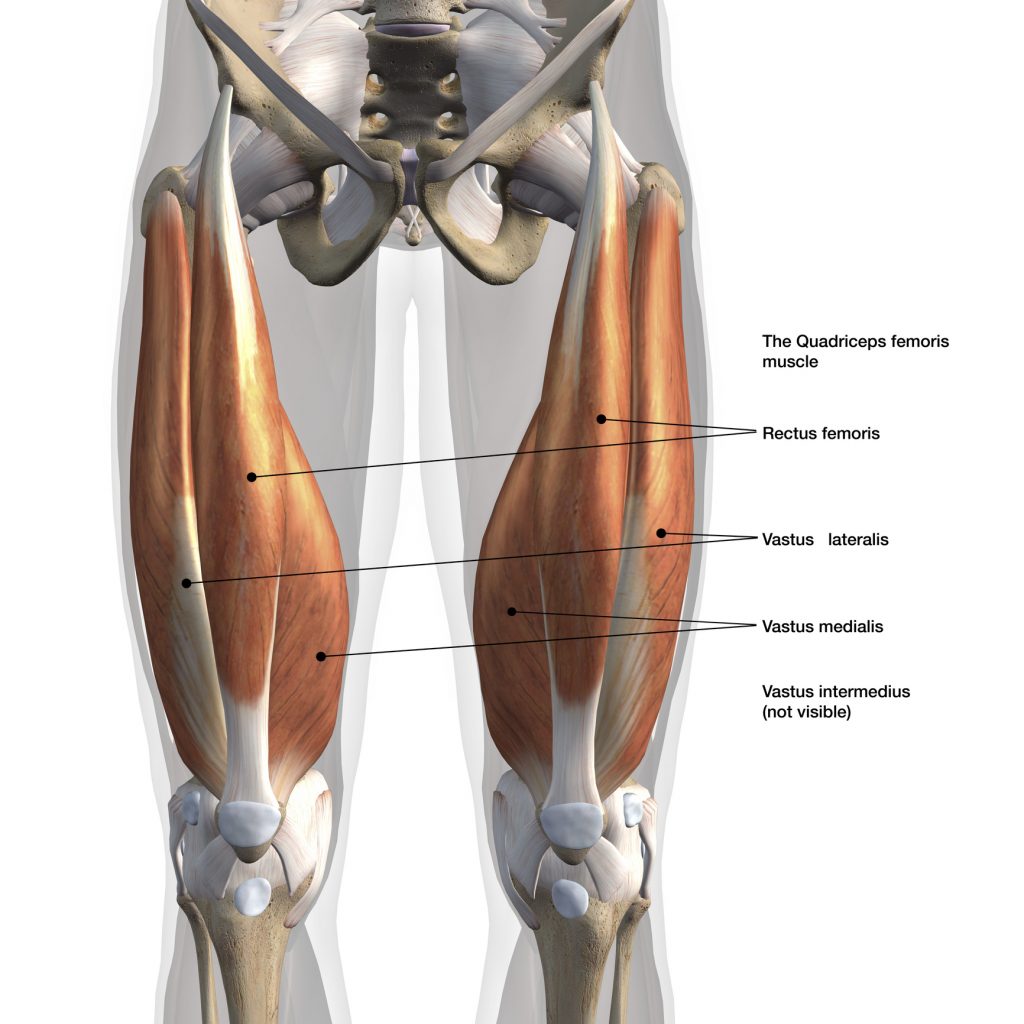 The Quadriceps femoris
muscle
Rectus femoris
Vastus lateralis
Vastus medialis
Vastus intermedius
(not visible)